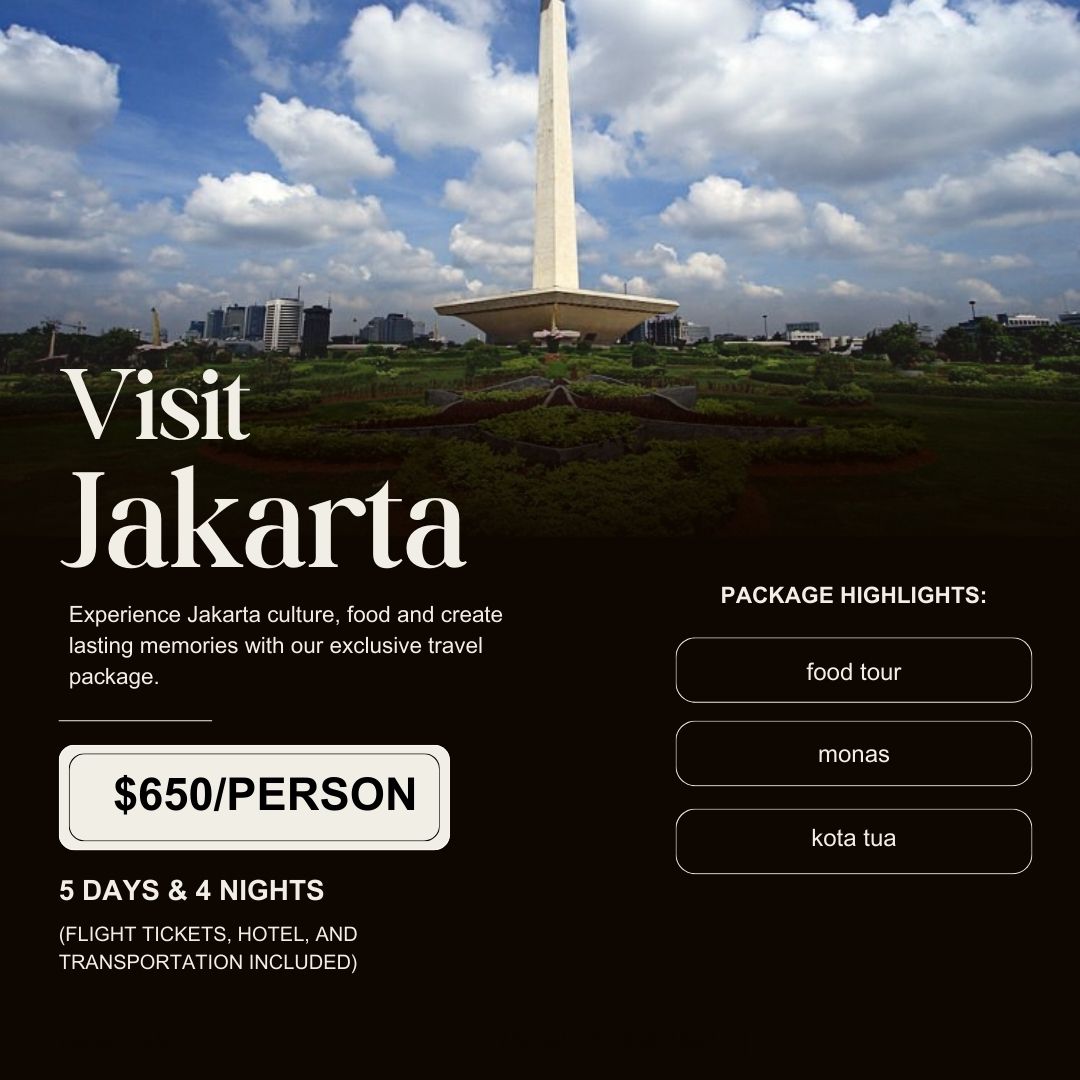 Visit
Jakarta
Experience Jakarta culture, food and create
lasting memories with our exclusive travel
package.
$650/PERSON
5 DAYS & 4 NIGHTS
(FLIGHT TICKETS, HOTEL, AND
TRANSPORTATION INCLUDED)
PACKAGE HIGHLIGHTS:
food tour
monas
kota tua